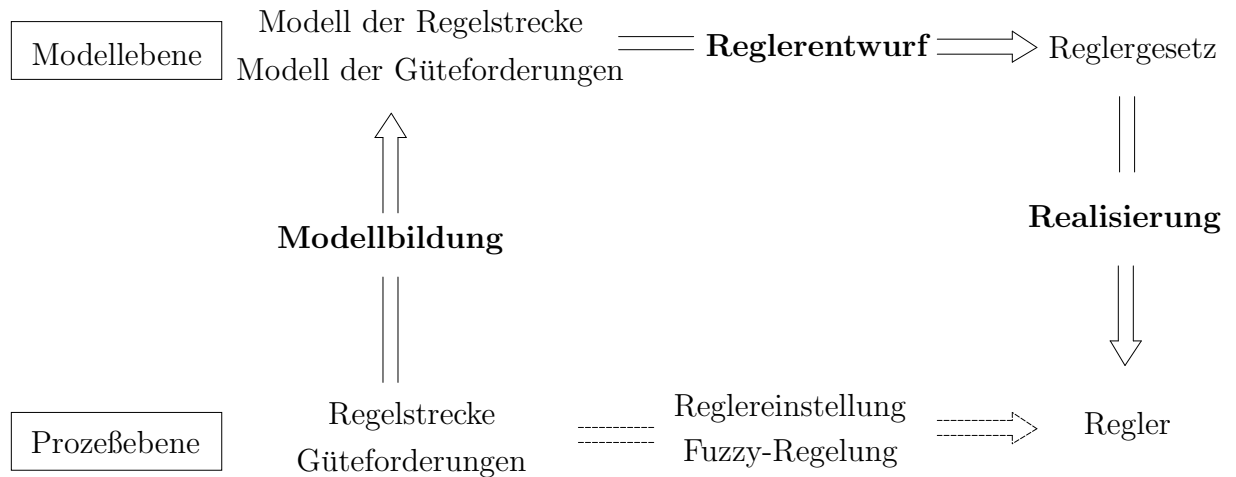 Modellebene
Modell der Regelstrecke
Modell der Güteforderungen
Reglerentwurf
Reglergesetz
Modellbildung
Realisierung
Prozeßebene
Regelstrecke
Güteforderungen
Reglereinstellung
Fuzzy-Regelung
Regler